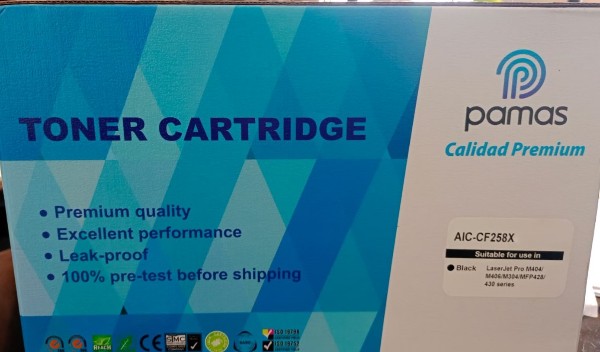 TONER CARTRIDGE
• Premium quality
• Excellent performance
• Leak-proof
• 100% pre-test before shipping
REACH
CE
pamas
Calidad Premium
AIC-CF258X
Suitable for use in
Black
LaserJet Pro M404/
M406/M304/MFP428/
430 series